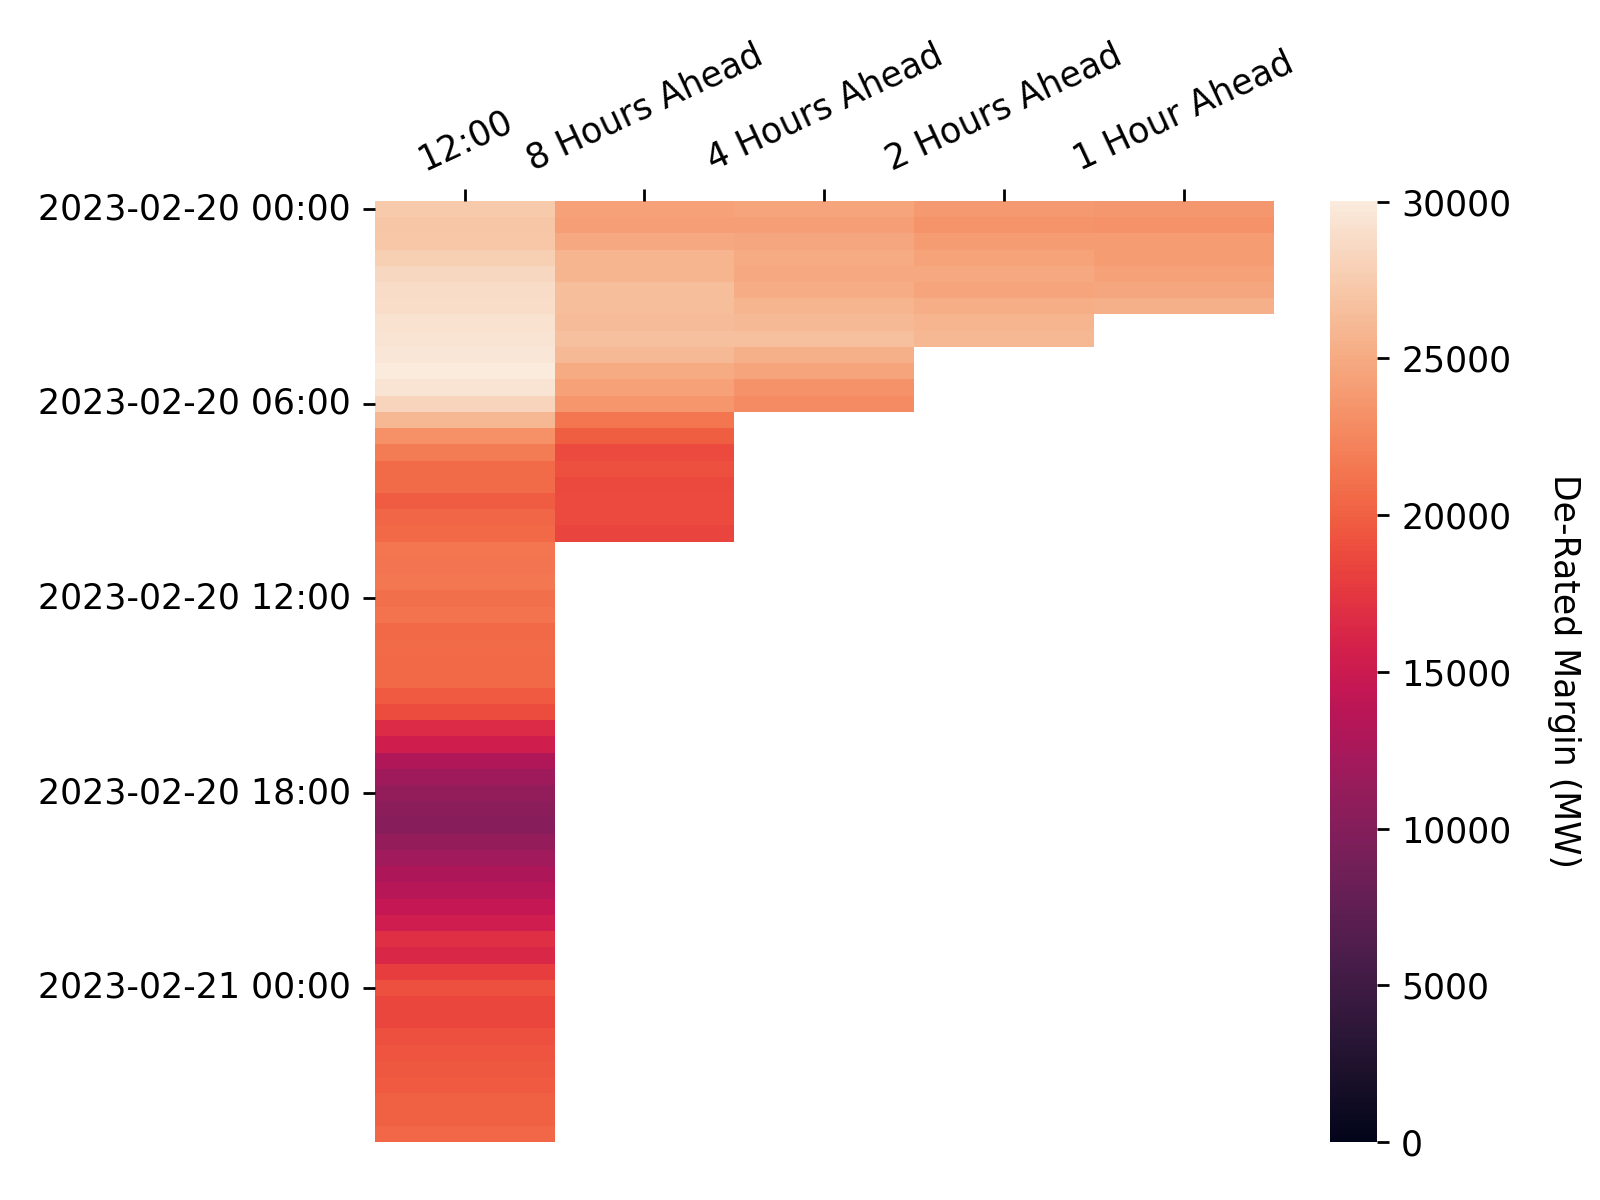 12:00
8 Hours Ahead
4 Hours Ahead
2 Hours Ahead
1 Hour Ahead
2023-02-20 00:00
2023-02-20 06:00
2023-02-20 12:00
2023-02-20 18:00
2023-02-21 00:00
30000
25000
20000
15000
10000
5000
0
De-Rated Margin (MW)